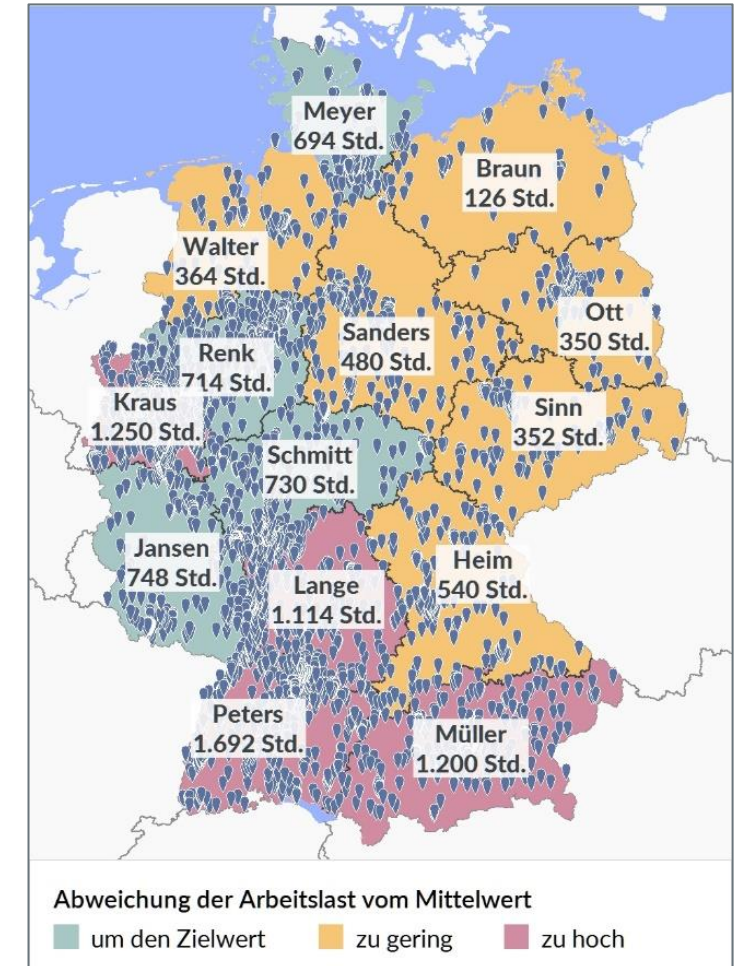 Meyer
694 Std.
Braun
126 Std.
Walter
364 Std.
Ott
350 Std.
Sanders
480 Std.
Renk
714 Std.
Kraus
1.250 Std.
Sinn
352 Std.
Schmitt
730 Std.
Jansen
748 Std.
Heim
540 Std.
Lange
1.114 Std.
Peters
1.692 Std.
Müller
1.200 Std.
Abweichung der Arbeitslast vom Mittelwert
um den Zielwert
zu gering
zu hoch